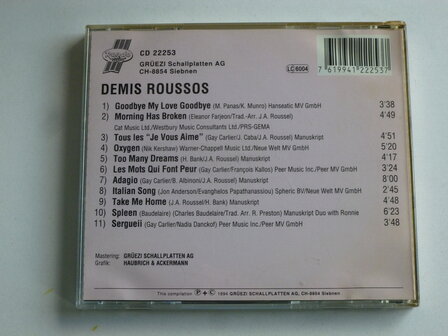 CD 22253
GRÜEZI Schallplatten AG
CH-8854 Siebnen
LC 6004
7 619941 222537
DEMIS ROUSSOS
1) Goodbye My Love Goodbye (M. Panas/K. Munro) Hanseatic MV GmbH 3'38
2) Morning Has Broken (Eleanor Farjeon/Trad.-Arr. J.A. Roussel) 4'49
Cat Music Ltd./Westbury Music Consultants Ltd./PRS-GEMA
3) Tous les "Je Vous Aime" (Gay Carlier/J. Caba/J.A. Roussel) Manuskript 4'51
4) Oxygen (Nik Kershaw) Warner-Chappell Music Ltd/Neue Welt MV GmbH 5'20
5) Too Many Dreams (H. Bank/J.A. Roussel) Manuskript 4'17
6) Les Mots Qui Font Peur (Gay Carlier/François Kallos) Peer Music Inc./Peer MV GmbH 3'24
7) Adagio (Gay Carlier/B. Albinoni/J.A. Roussel) Manuskript 8'00
8) Italian Song (Jon Anderson/Evanghelos Papathanassiou) Spheric BV/Neue Welt MV GmbH 2'45
9) Take Me Home (J.A. Roussel/H. Bank) Manuskript 4'48
10) Spleen (Baudelaire) (Charles Baudelaire/Trad. Arr. R. Preston) Manuskript Duo with Ronnie 6'23
11) Sergueii (Gay Carlier/Nadia Danckof) Peer Music Inc./Peer MV GmbH 3'48
Mastering: GRÜEZI SCHALLPLATTEN AG
Grafik: HAUBRICH & ACKERMANN
This compilation Ⓟ + © 1994 GRÜEZI SCHALLPLATTEN AG, CH-8854 Siebnen